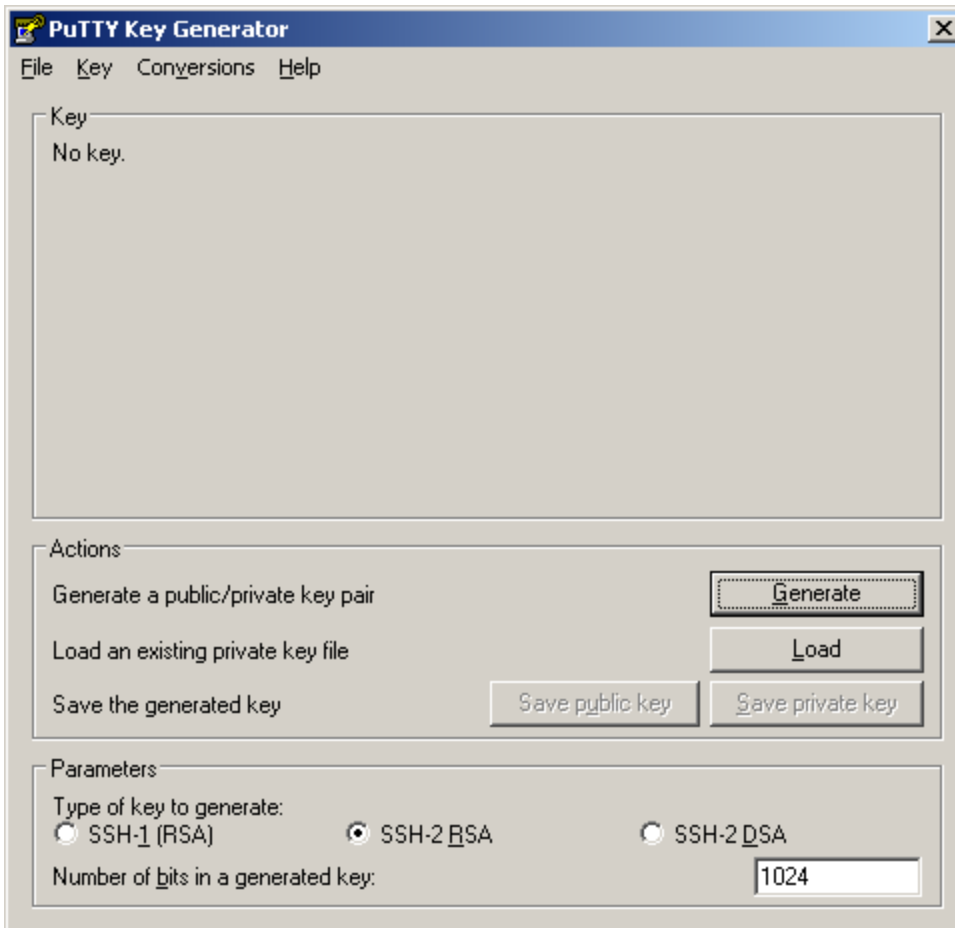 PuTTY Key Generator
File Key Conversions Help
Key
No key.
Actions
Generate a public/private key pair
Generate
Load an existing private key file
Load
Save the generated key
Save public key
Save private key
Parameters
Type of key to generate:
SSH-1 (RSA)
SSH-2 RSA
SSH-2 DSA
Number of bits in a generated key:
1024